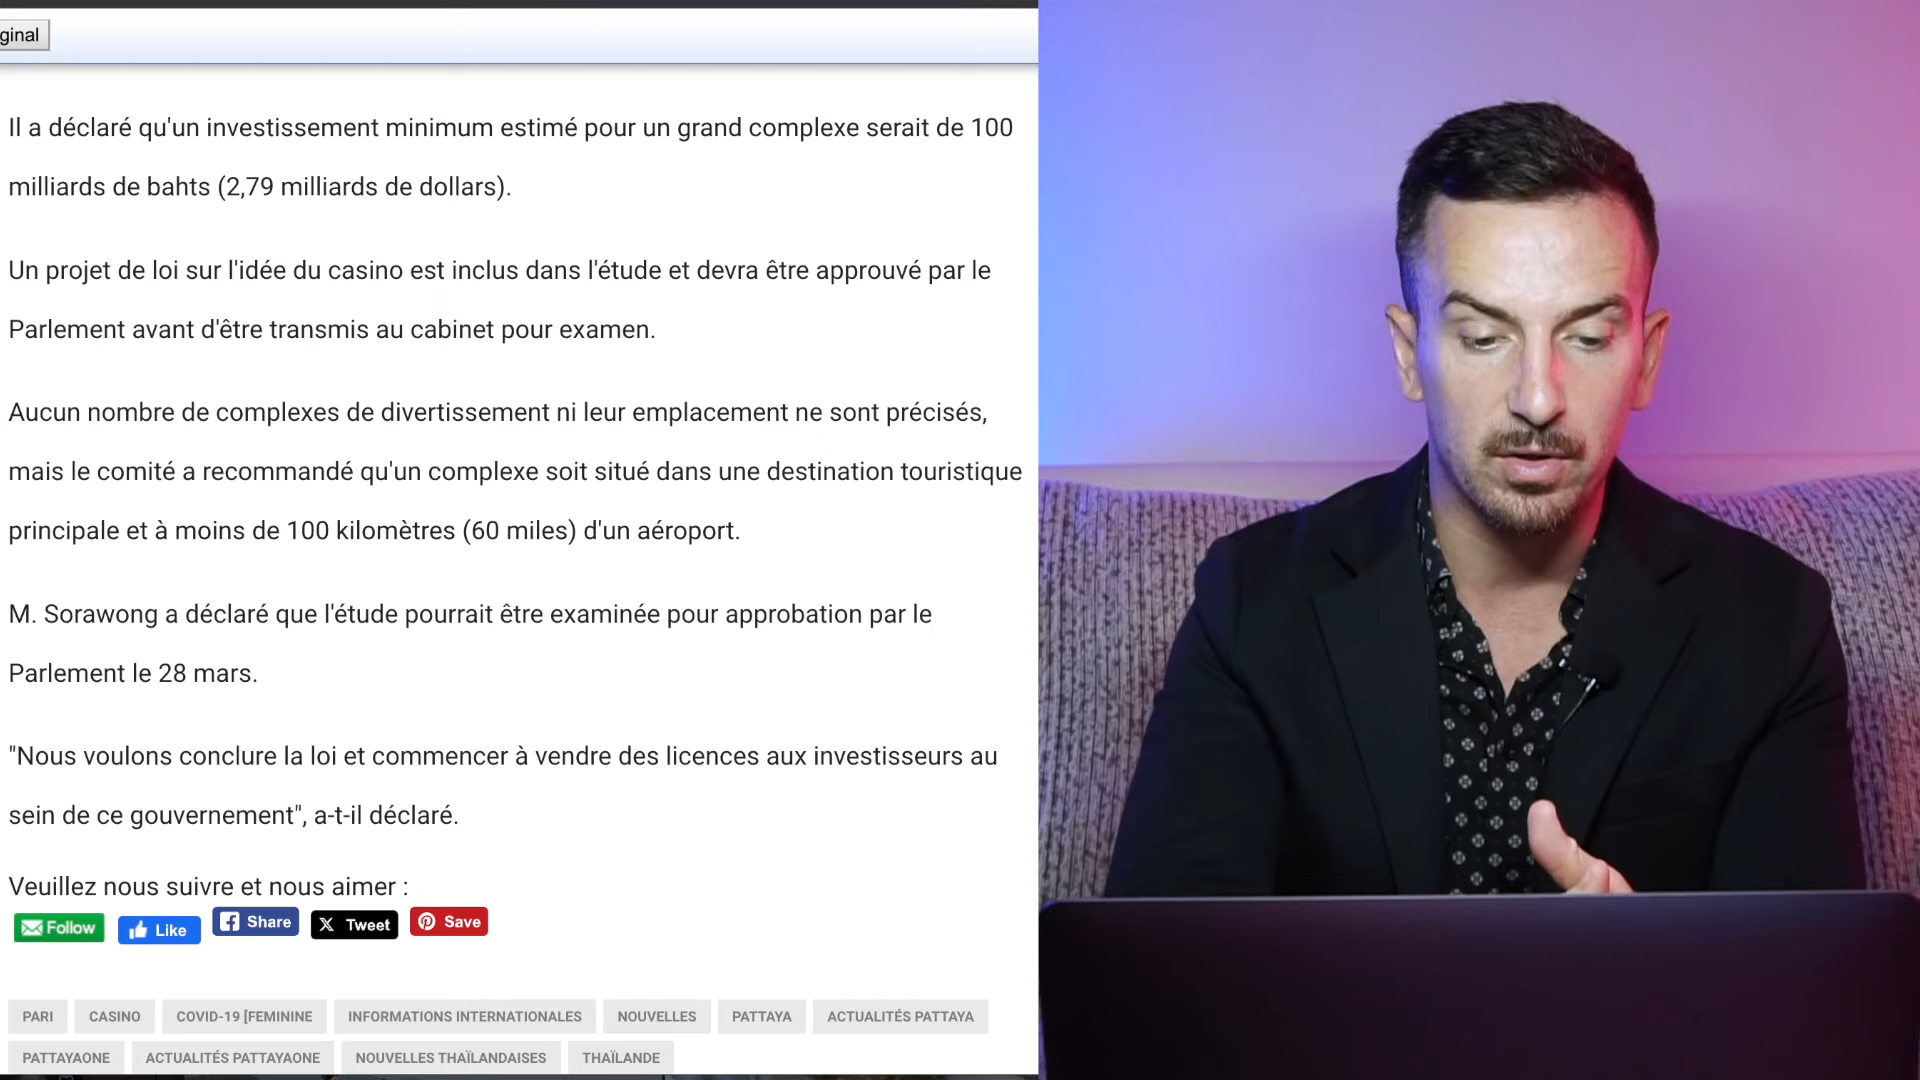 ginal
Il a déclaré qu'un investissement minimum estimé pour un grand complexe serait de 100
milliards de bahts (2,79 milliards de dollars).
Un projet de loi sur l'idée du casino est inclus dans l'étude et devra être approuvé par le
Parlement avant d'être transmis au cabinet pour examen.
Aucun nombre de complexes de divertissement ni leur emplacement ne sont précisés,
mais le comité a recommandé qu'un complexe soit situé dans une destination touristique
principale et à moins de 100 kilomètres (60 miles) d'un aéroport.
M. Sorawong a déclaré que l'étude pourrait être examinée pour approbation par le
Parlement le 28 mars.
"Nous voulons conclure la loi et commencer à vendre des licences aux investisseurs au
sein de ce gouvernement", a-t-il déclaré.
Veuillez nous suivre et nous aimer :
Follow Like Share X Tweet Save
PARI CASINO COVID-19 [FEMININE INFORMATIONS INTERNATIONALES NOUVELLES PATTAYA ACTUALITÉS PATTAYA
PATTAYAONE ACTUALITÉS PATTAYAONE NOUVELLES THAÏLANDAISES THAÏLANDE